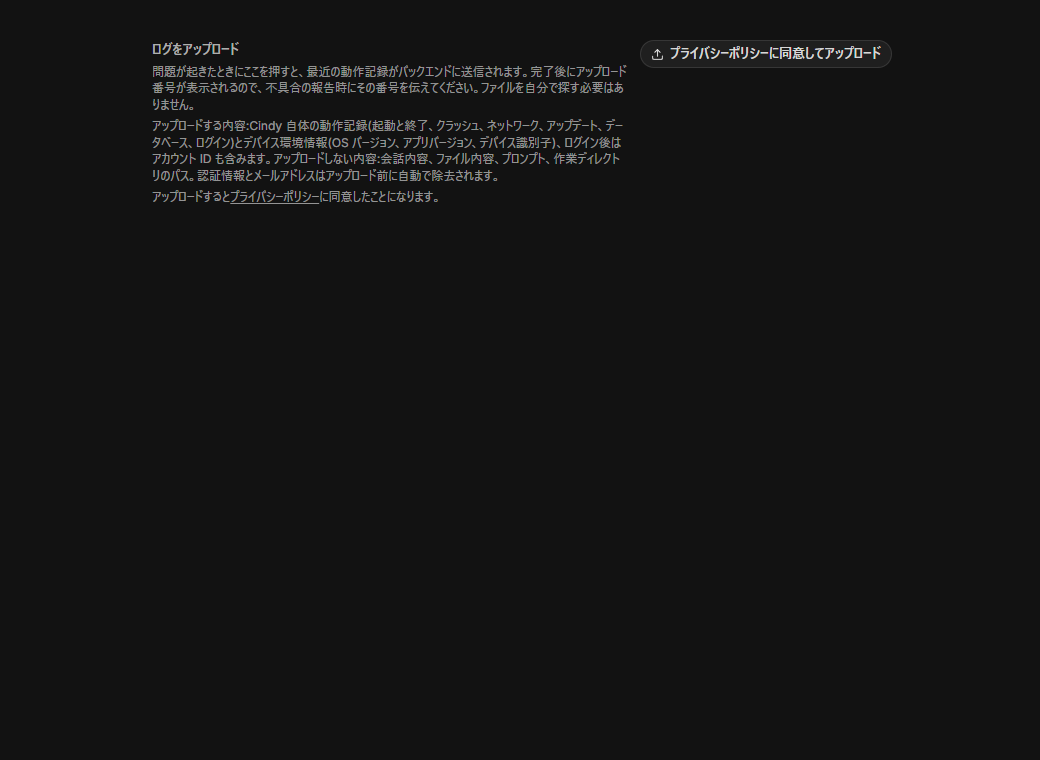 ログをアップロード
プライバシーポリシーに同意してアップロード
問題が起きたときにここを押すと、最近の動作記録がバックエンドに送信されます。完了後にアップロード
番号が表示されるので、不具合の報告時にその番号を伝えてください。ファイルを自分で探す必要はあ
りません。
アップロードする内容:Cindy 自体の動作記録(起動と終了、クラッシュ、ネットワーク、アップデート、デー
タベース、ログイン)とデバイス環境情報(OS バージョン、アプリバージョン、デバイス識別子)、ログイン後は
アカウント ID も含みます。アップロードしない内容:会話内容、ファイル内容、プロンプト、作業ディレクト
リのパス。認証情報とメールアドレスはアップロード前に自動で除去されます。
アップロードするとプライバシーポリシーに同意したことになります。